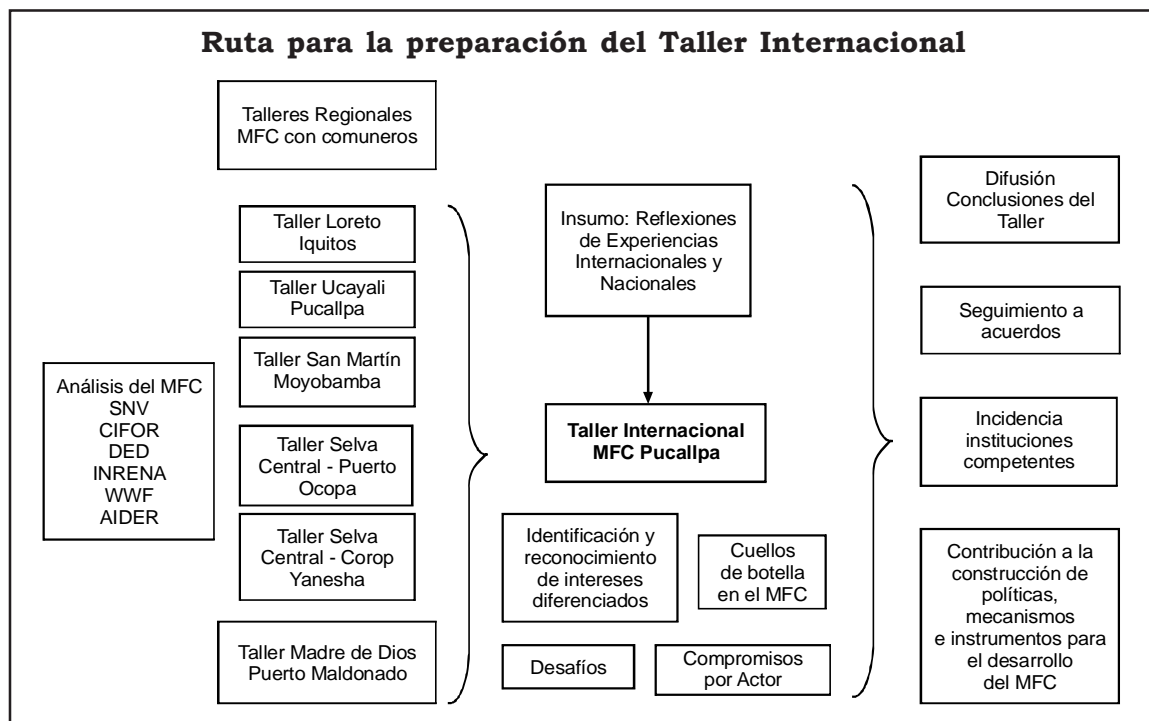 Ruta para la preparación del Taller Internacional
Talleres Regionales
MFC con comuneros
Análisis del MFC
SNV
CIFOR
DED
INRENA
WWF
AIDER
Taller Loreto
Iquitos
Taller Ucayali
Pucallpa
Taller San Martín
Moyobamba
Taller Selva
Central - Puerto
Ocopa
Taller Selva
Central - Corop
Yanesha
Taller Madre de Dios
Puerto Maldonado
Insumo: Reflexiones
de Experiencias
Internacionales y
Nacionales
Taller Internacional
MFC Pucallpa
Identificación y
reconocimiento
de intereses
diferenciados
Cuellos
de botella
en el MFC
Desafíos
Compromisos
por Actor
Difusión
Conclusiones del
Taller
Seguimiento a
acuerdos
Incidencia
instituciones
competentes
Contribución a la
construcción de
políticas,
mecanismos
e instrumentos para
el desarrollo
del MFC